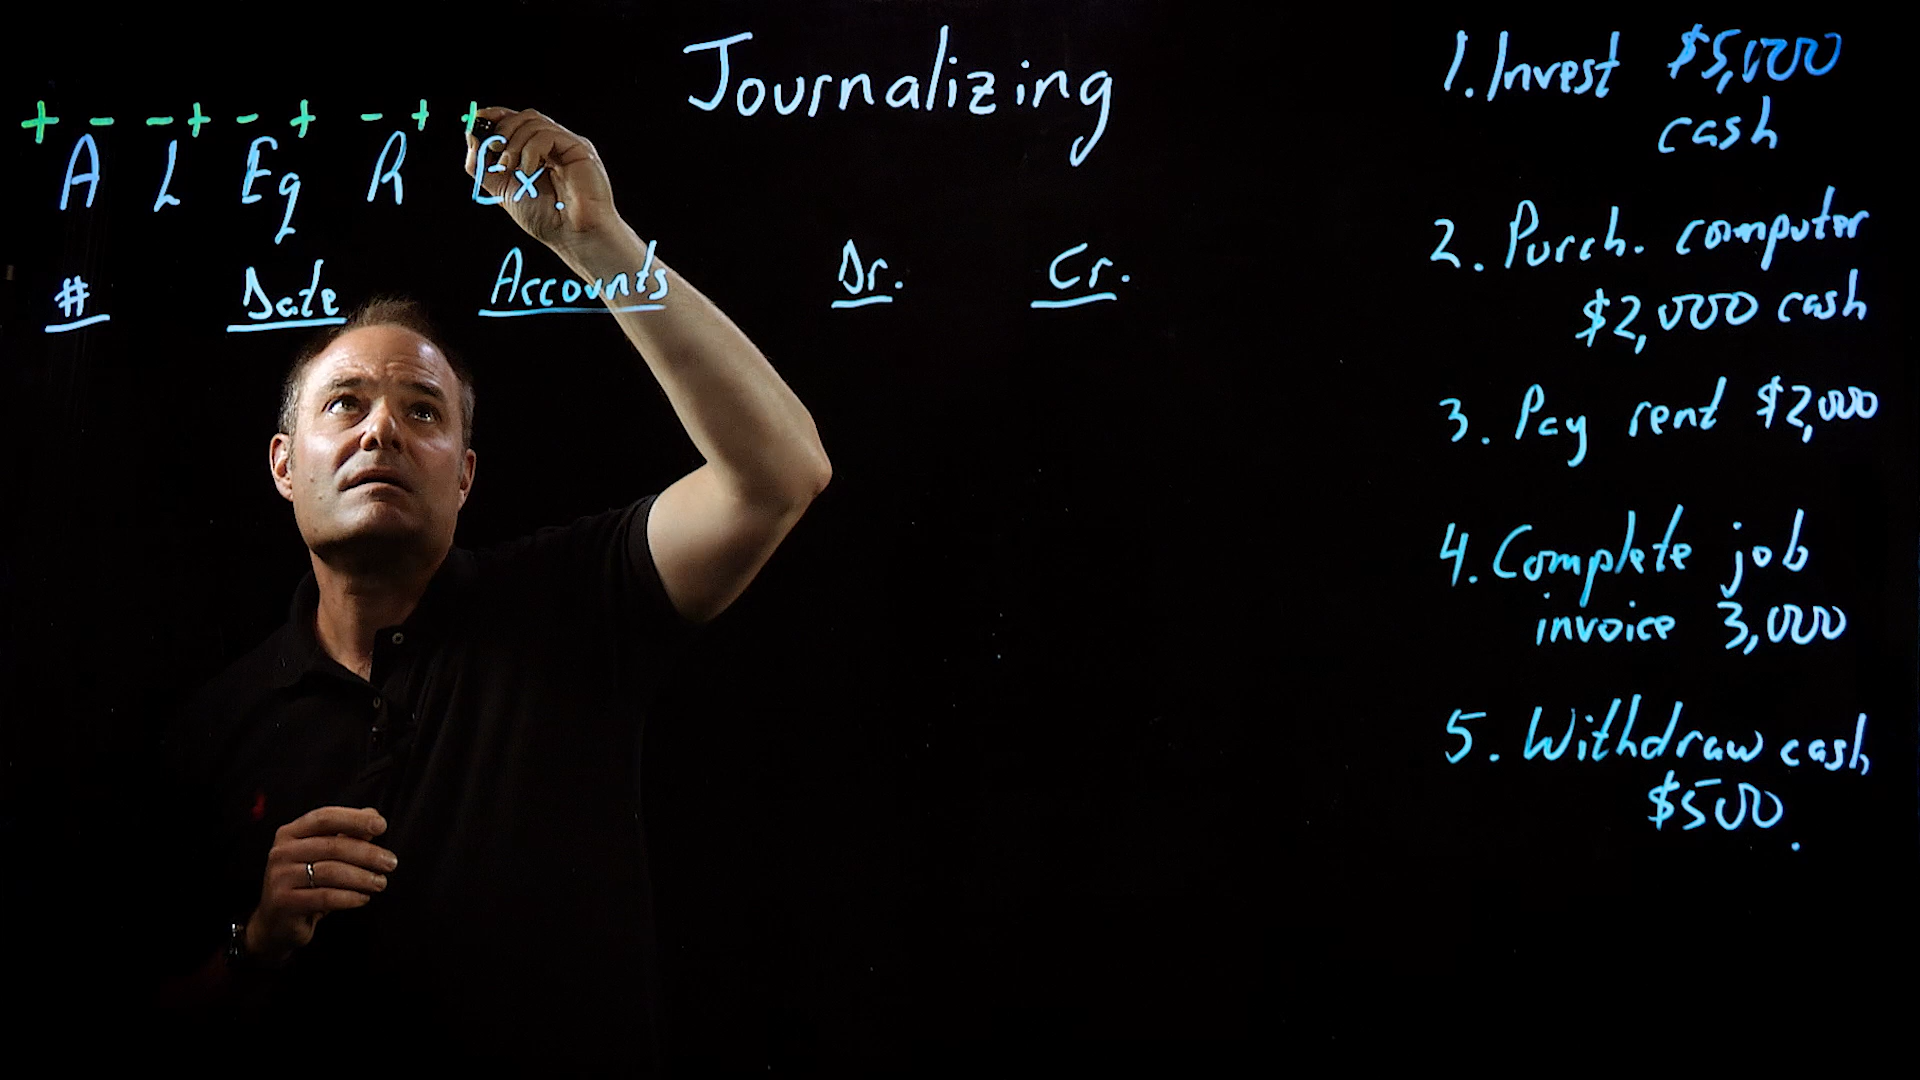 Journalizing
+ - - + - + - + +
A L Eq R Ex.
# Date Accounts Dr. Cr.
1. Invest $5,000
cash
2. Purch. computer
$2,000 cash
3. Pay rent $2,000
4. Complete job
invoice 3,000
5. Withdraw cash
$500.